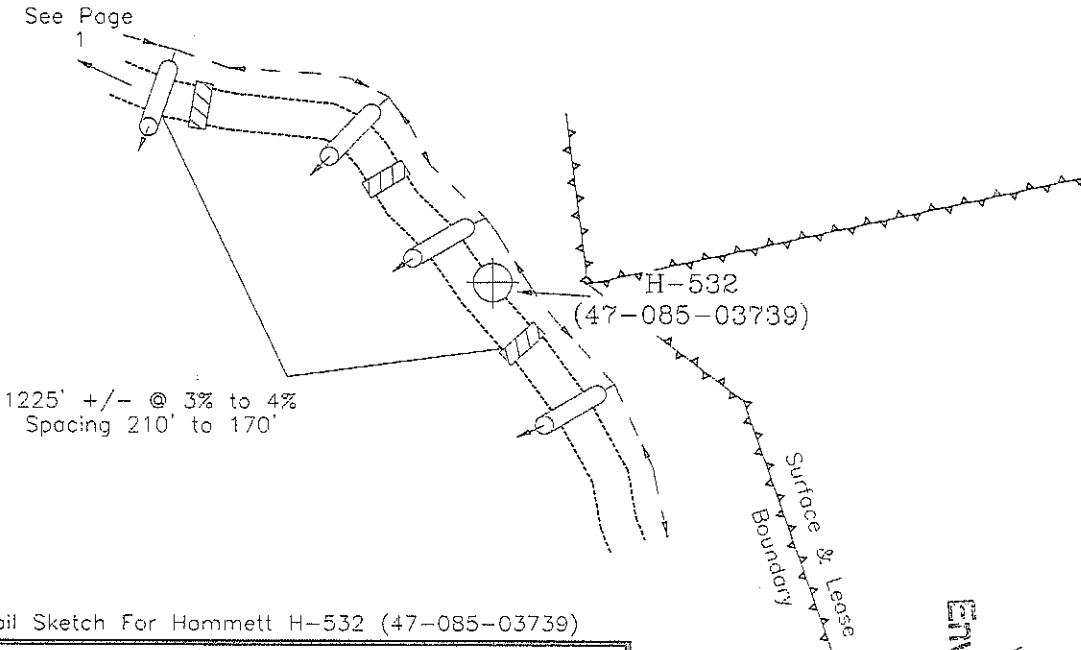 See Page
1
H-532
(47-085-03739)
1225' +/- @ 3% to 4%
Spacing 210' to 170'
Surface & Lease
Boundary
Sketch For Hammett H-532 (47-085-03739)